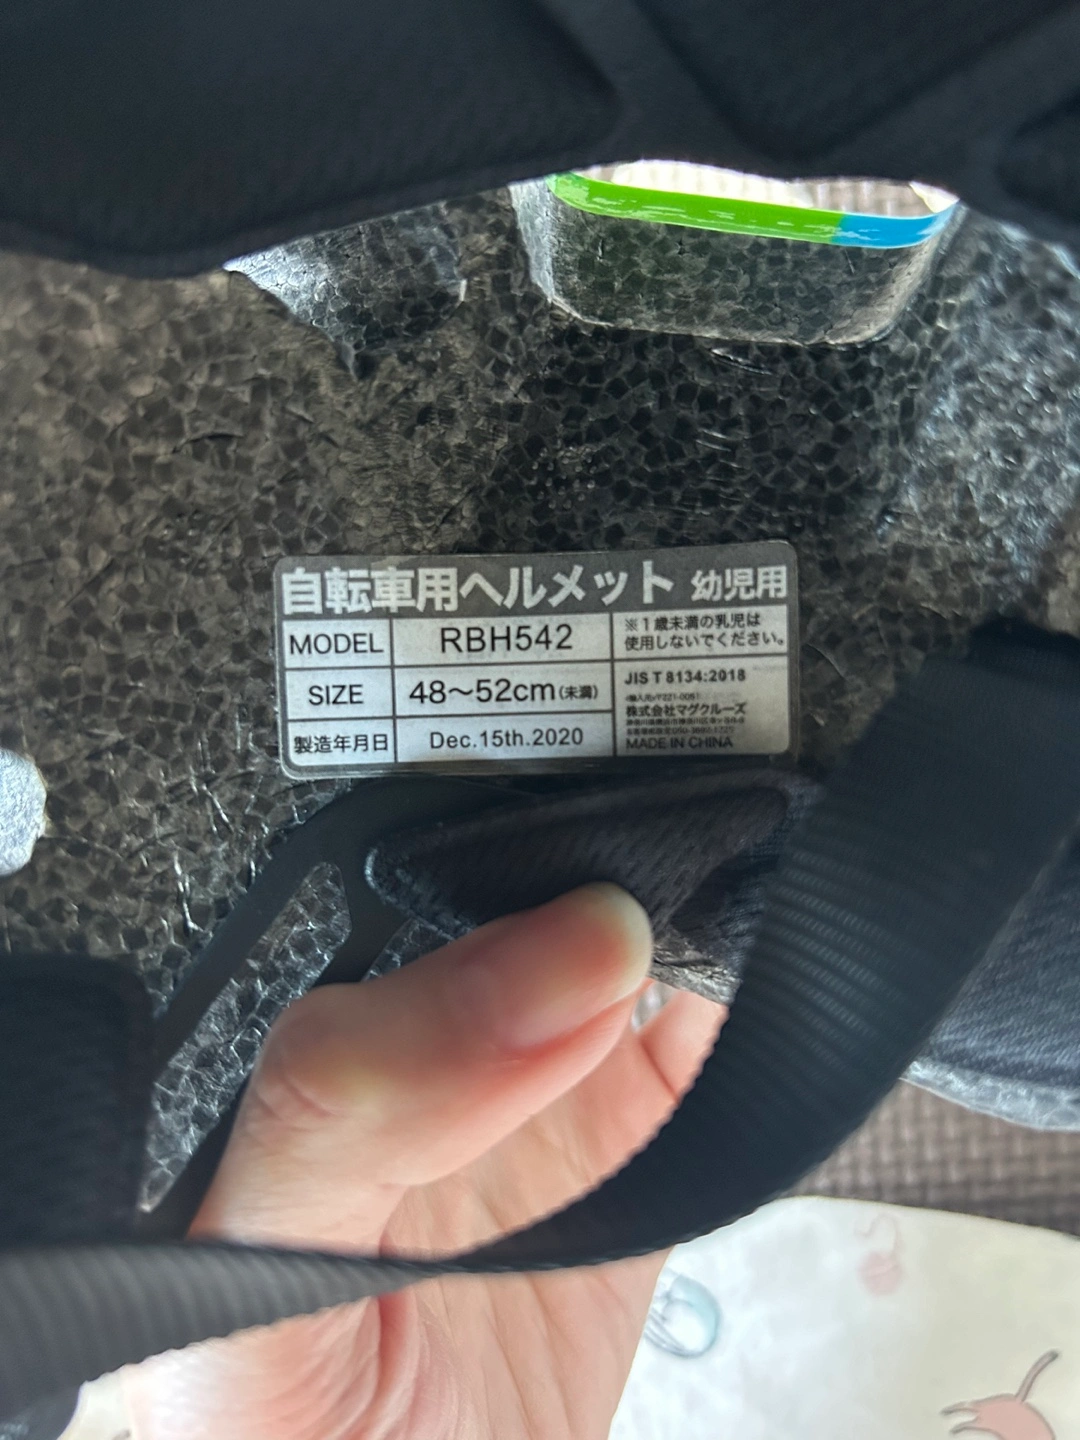 自転車用ヘルメット 幼児用
MODEL RBH542
※1歳未満の乳児は
使用しないでください。
SIZE 48〜52cm(未満)
JIS T 8134:2018
株式会社マグクルーズ
製造年月日 Dec.15th.2020
MADE IN CHINA